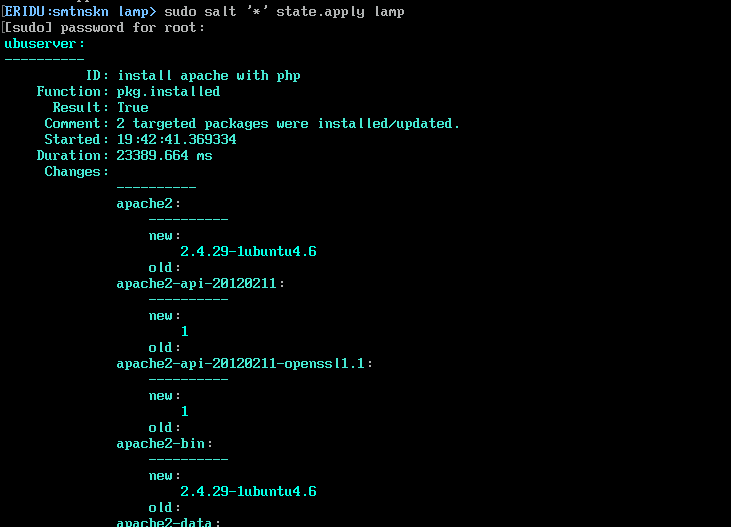 [ERIDU:smtnskn lamp> sudo salt '*' state.apply lamp
[sudo] password for root:
ubuserver:
----------
          ID: install apache with php
    Function: pkg.installed
      Result: True
     Comment: 2 targeted packages were installed/updated.
     Started: 19:42:41.369334
    Duration: 23389.664 ms
     Changes:
              ----------
              apache2:
                  ----------
                  new:
                      2.4.29-1ubuntu4.6
                  old:
              apache2-api-20120211:
                  ----------
                  new:
                      1
                  old:
              apache2-api-20120211-openssl1.1:
                  ----------
                  new:
                      1
                  old:
              apache2-bin:
                  ----------
                  new:
                      2.4.29-1ubuntu4.6
                  old:
              apache2-data: